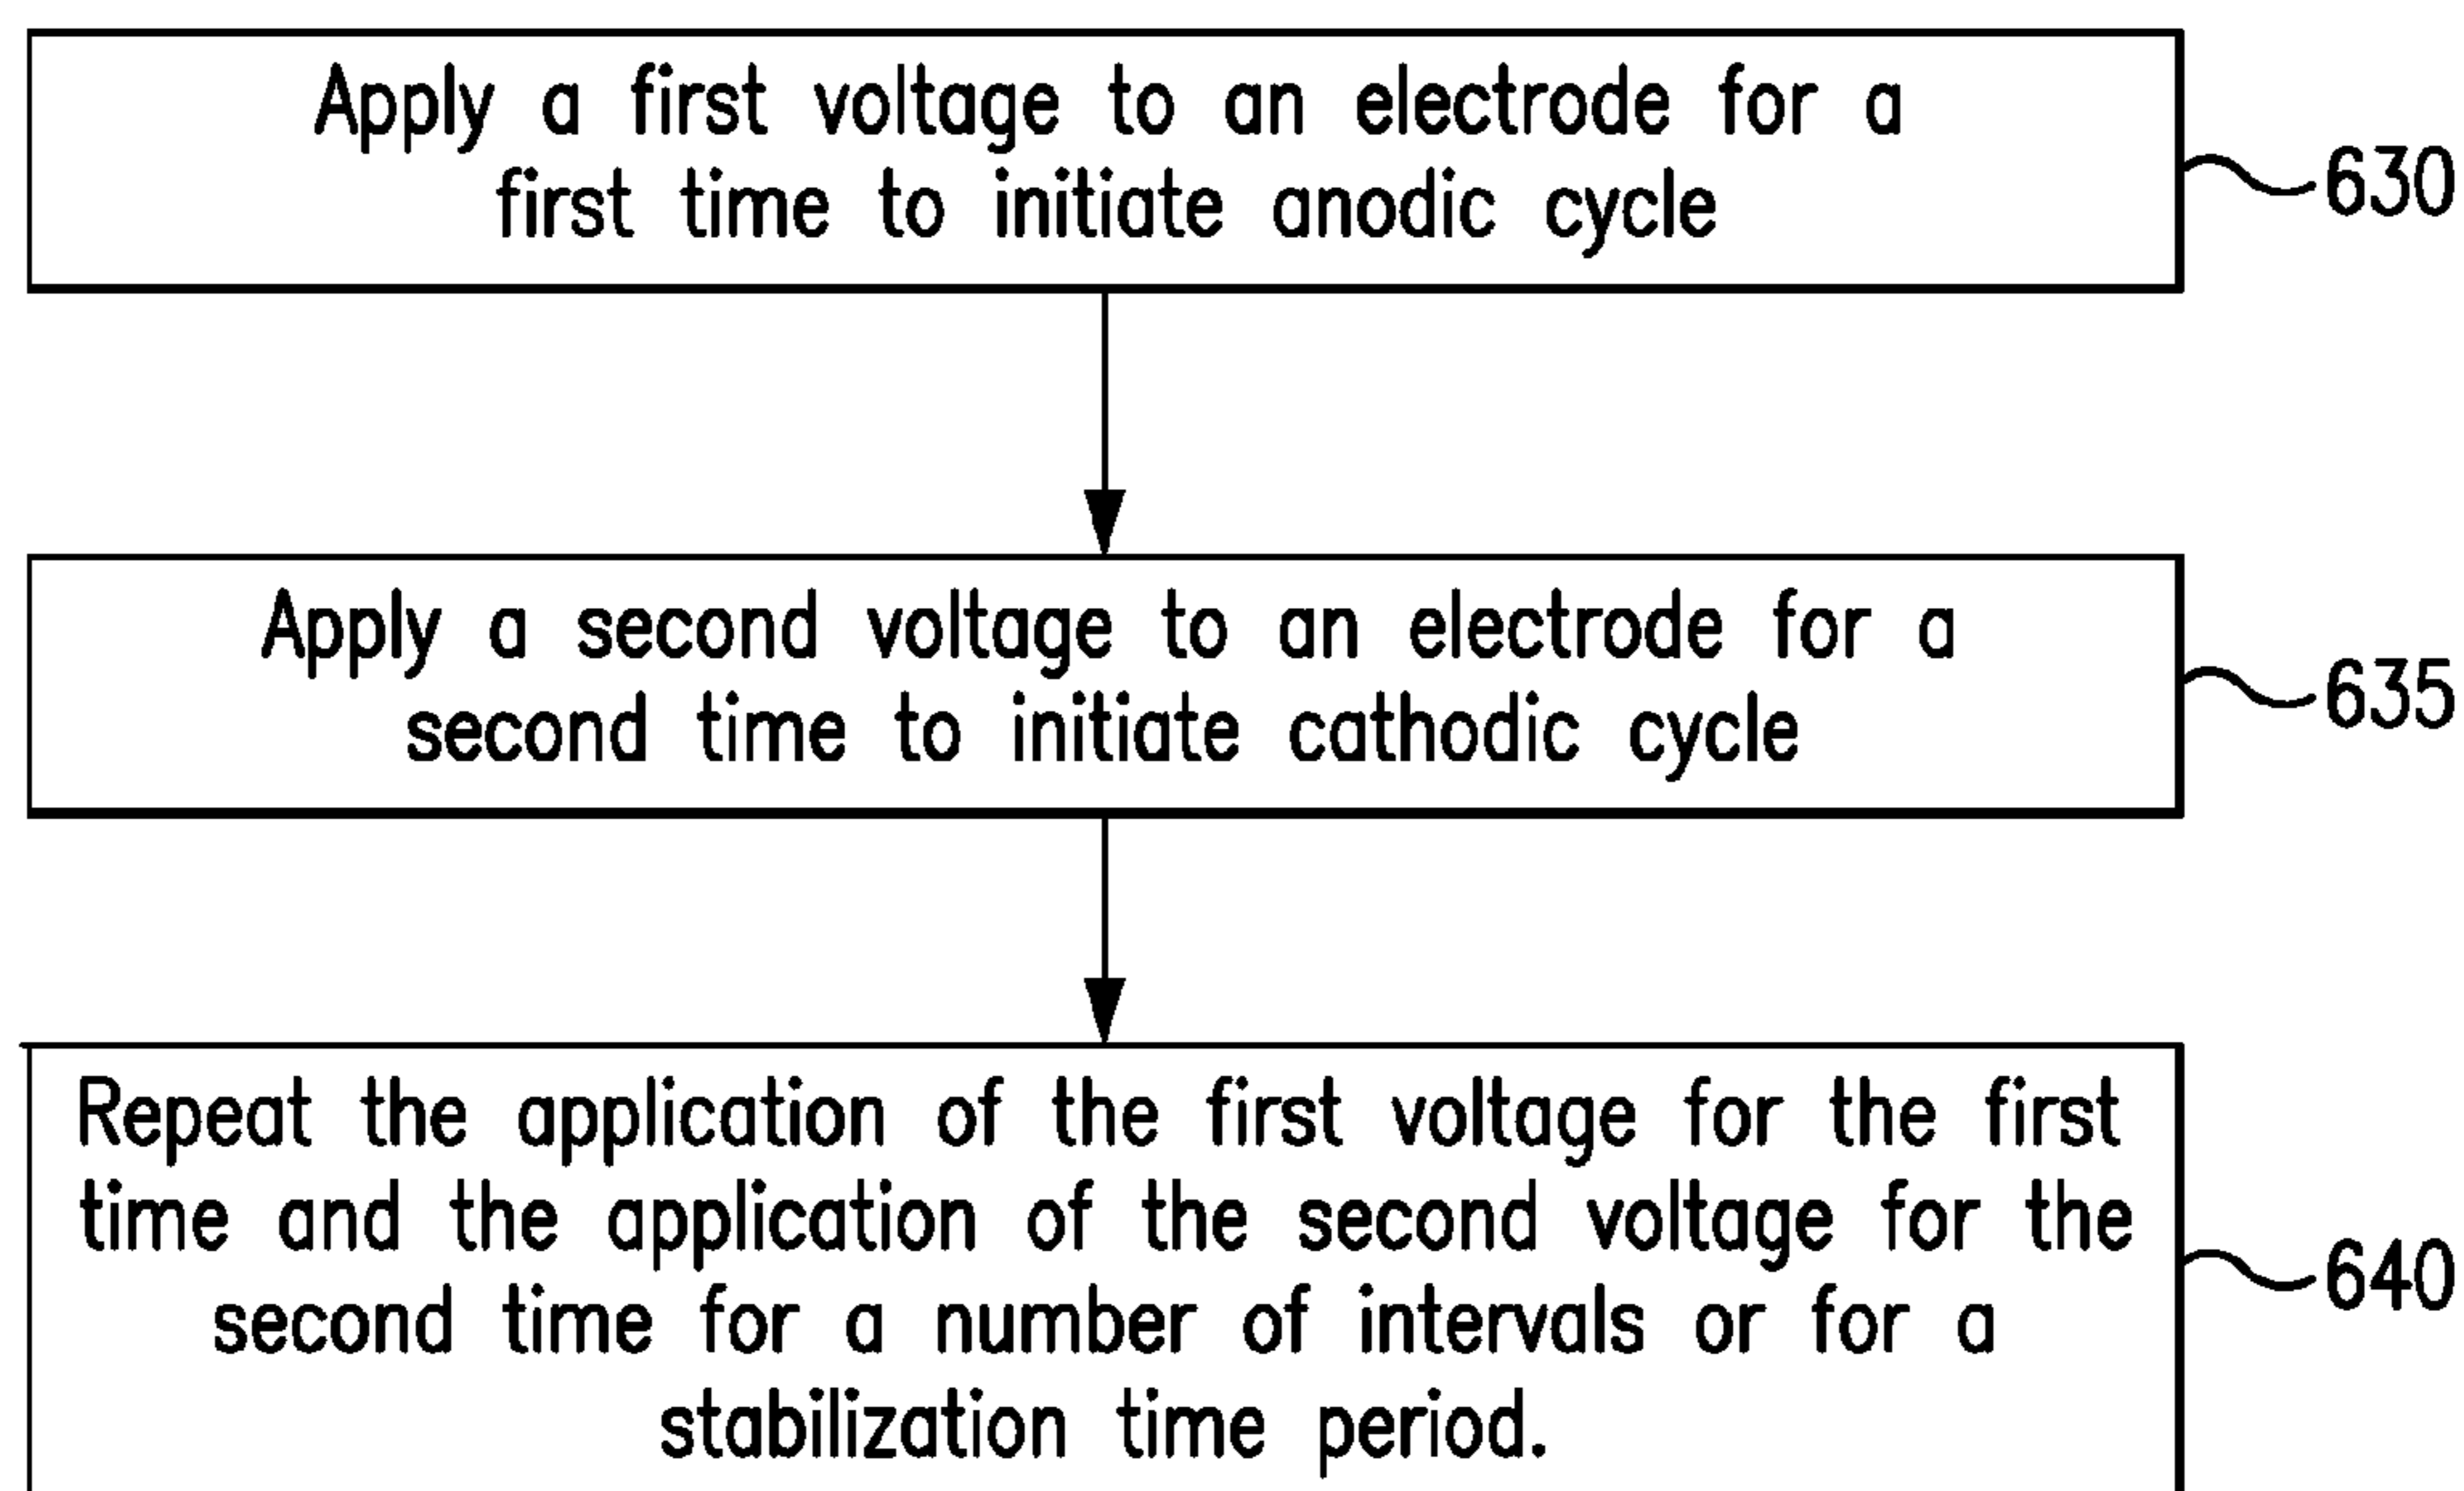 Apply a first voltage to an electrode for a
first time to initiate anodic cycle
630
Apply a second voltage to an electrode for a
second time to initiate cathodic cycle
635
Repeat the application of the first voltage for the first
time and the application of the second voltage for the
second time for a number of intervals or for a
stabilization time period.
640